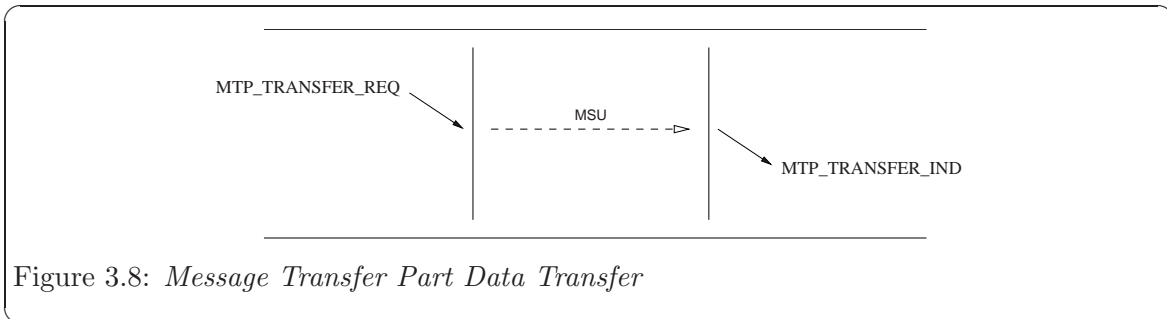 MTP_TRANSFER_REQ
MSU
MTP_TRANSFER_IND
Figure 3.8: Message Transfer Part Data Transfer